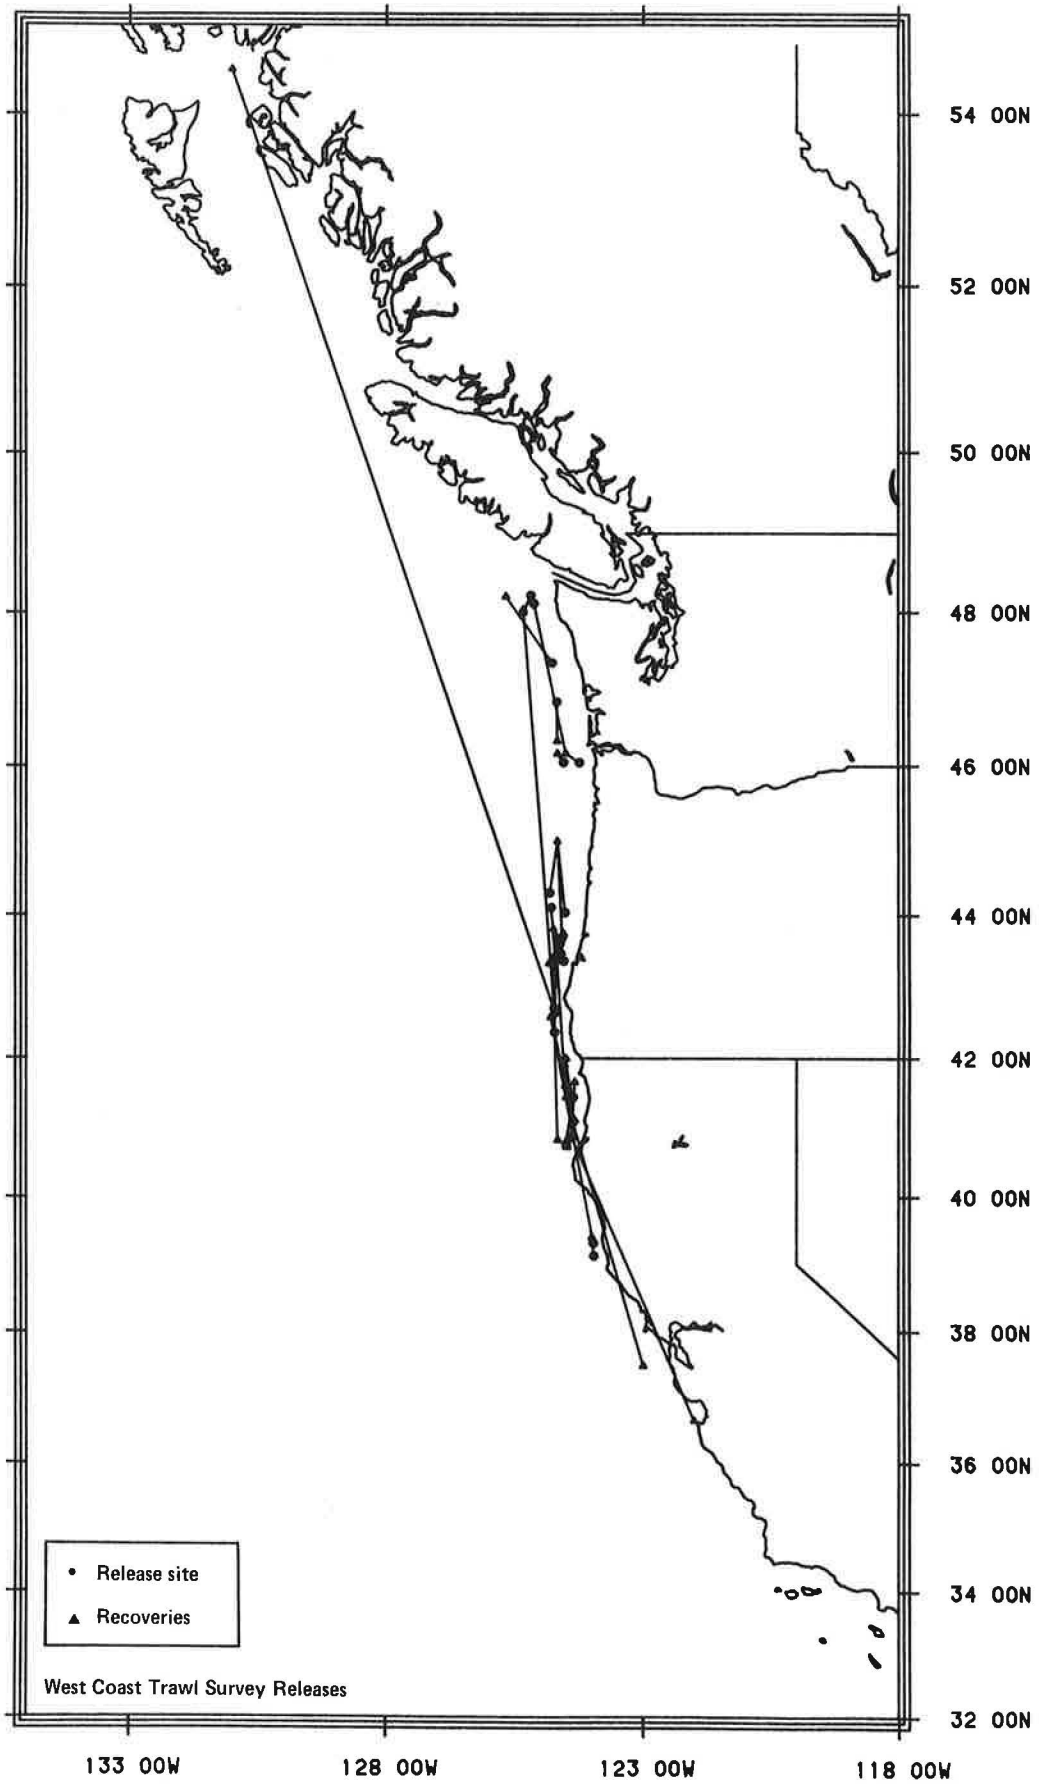 54 00N
52 00N
50 00N
48 00N
46 00N
44 00N
42 00N
40 00N
38 00N
36 00N
34 00N
32 00N
Release site
Recoveries
West Coast Trawl Survey Releases
133 00W 128 00W 123 00W 118 00W